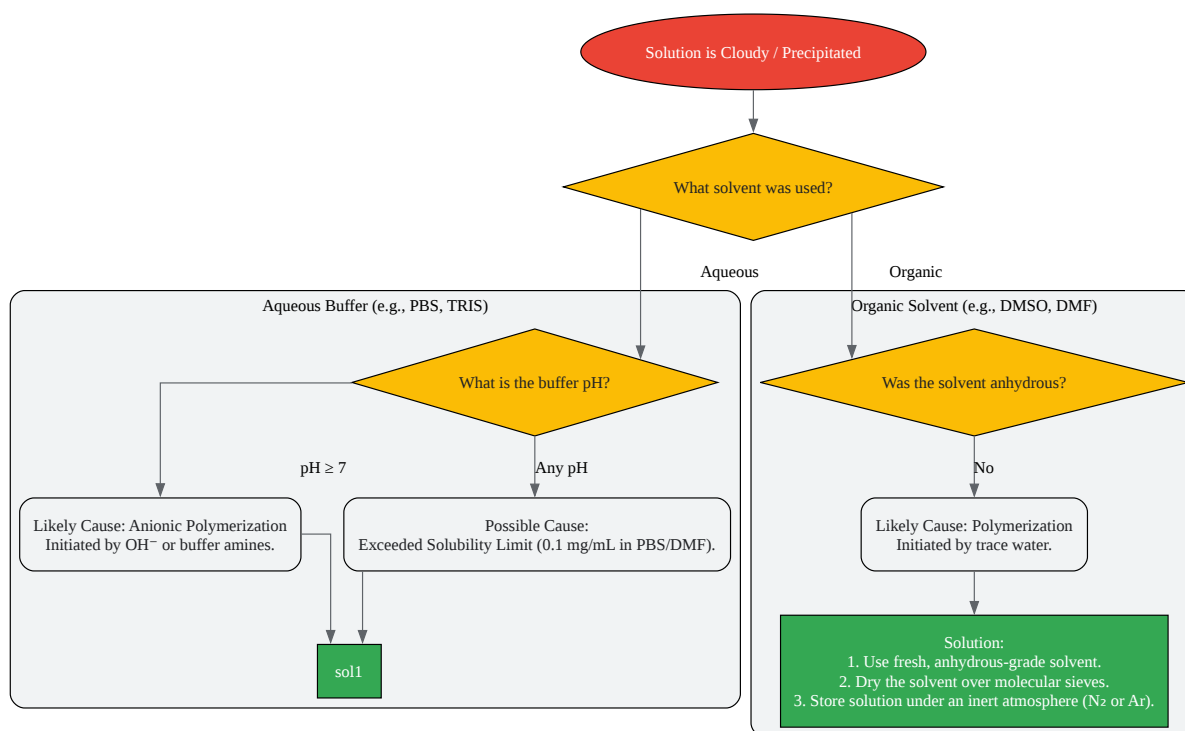 Solution is Cloudy / Precipitated
What solvent was used?
Aqueous
Organic
Aqueous Buffer (e.g., PBS, TRIS)
Organic Solvent (e.g., DMSO, DMF)
What is the buffer pH?
Was the solvent anhydrous?
pH ≥ 7
Any pH
No
Likely Cause: Anionic Polymerization
Initiated by OH⁻ or buffer amines.
Possible Cause:
Exceeded Solubility Limit (0.1 mg/mL in PBS/DMF).
Likely Cause: Polymerization
Initiated by trace water.
sol1
Solution:
1. Use fresh, anhydrous-grade solvent.
2. Dry the solvent over molecular sieves.
3. Store solution under an inert atmosphere (N₂ or Ar).